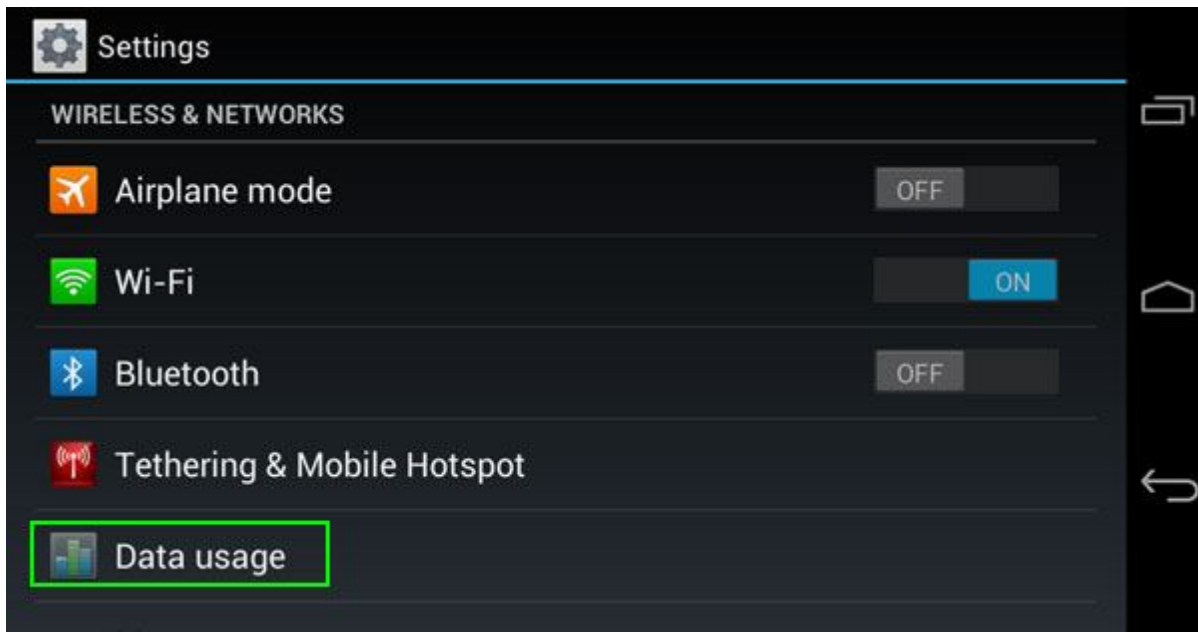 Settings
WIRELESS & NETWORKS
Airplane mode OFF
Wi-Fi ON
Bluetooth OFF
Tethering & Mobile Hotspot
Data usage